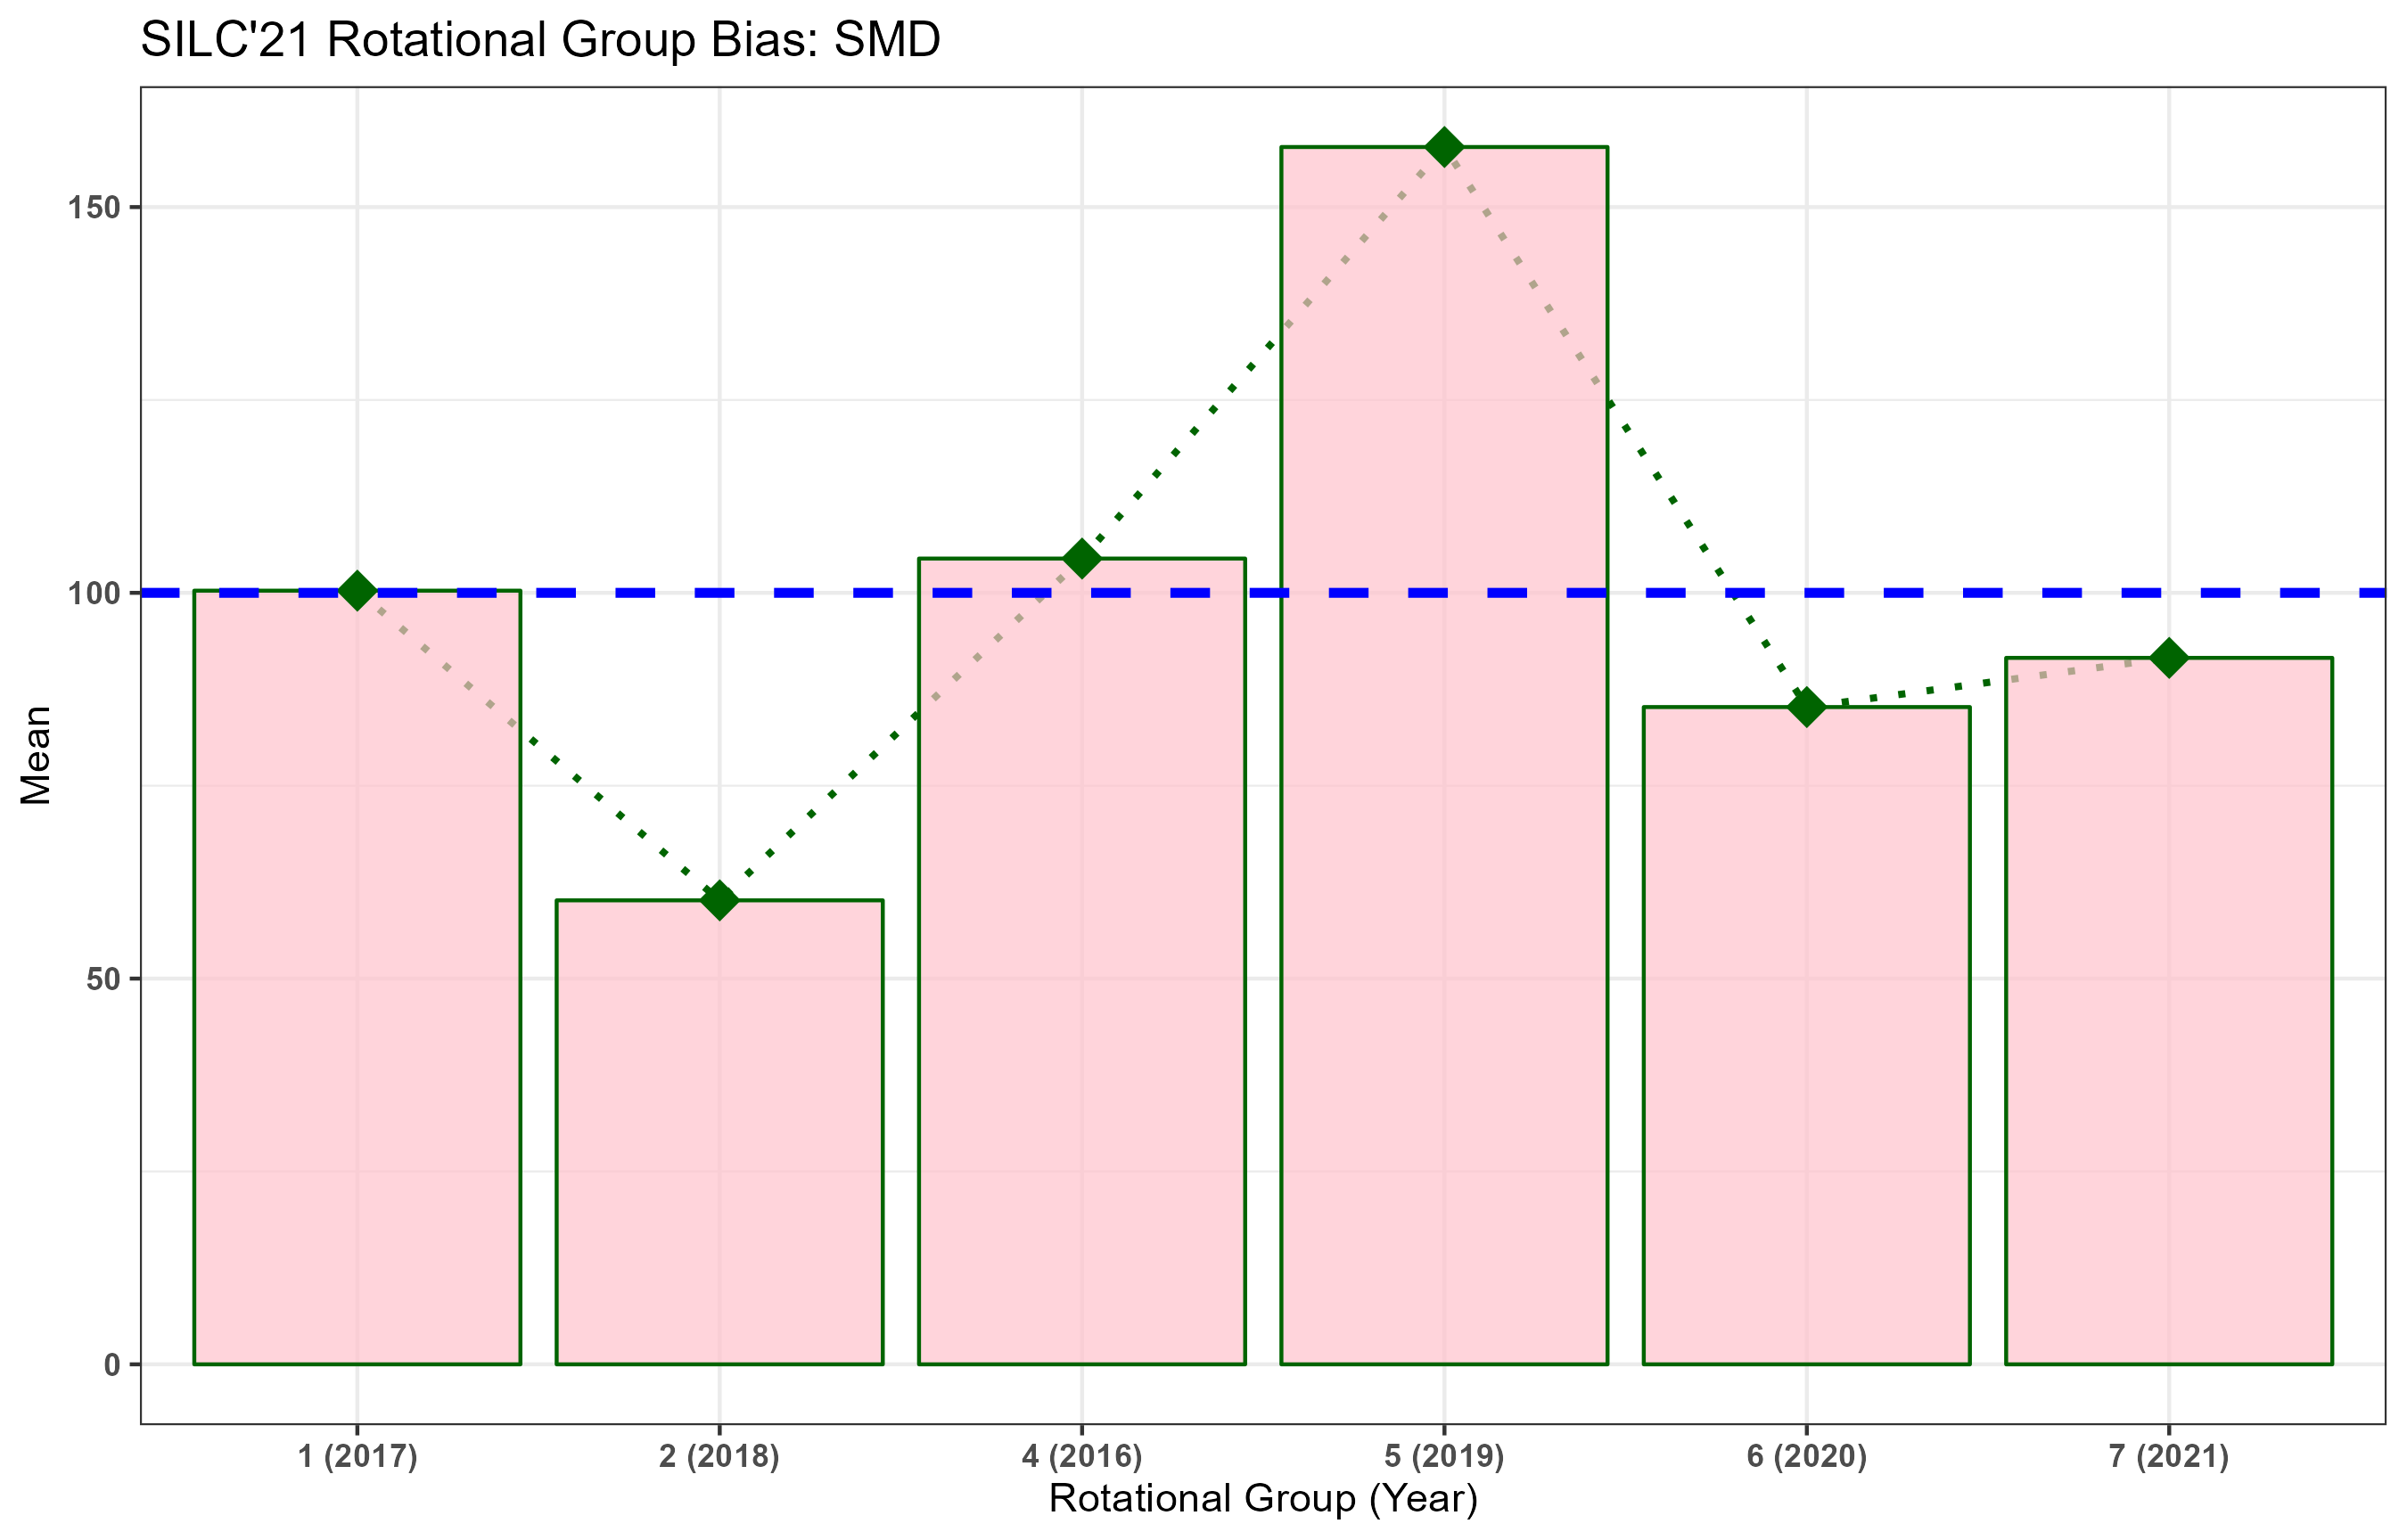 SILC'21 Rotational Group Bias: SMD
150
100
50
0
Mean
1 (2017) 2 (2018) 4 (2016) 5 (2019) 6 (2020) 7 (2021)
Rotational Group (Year)